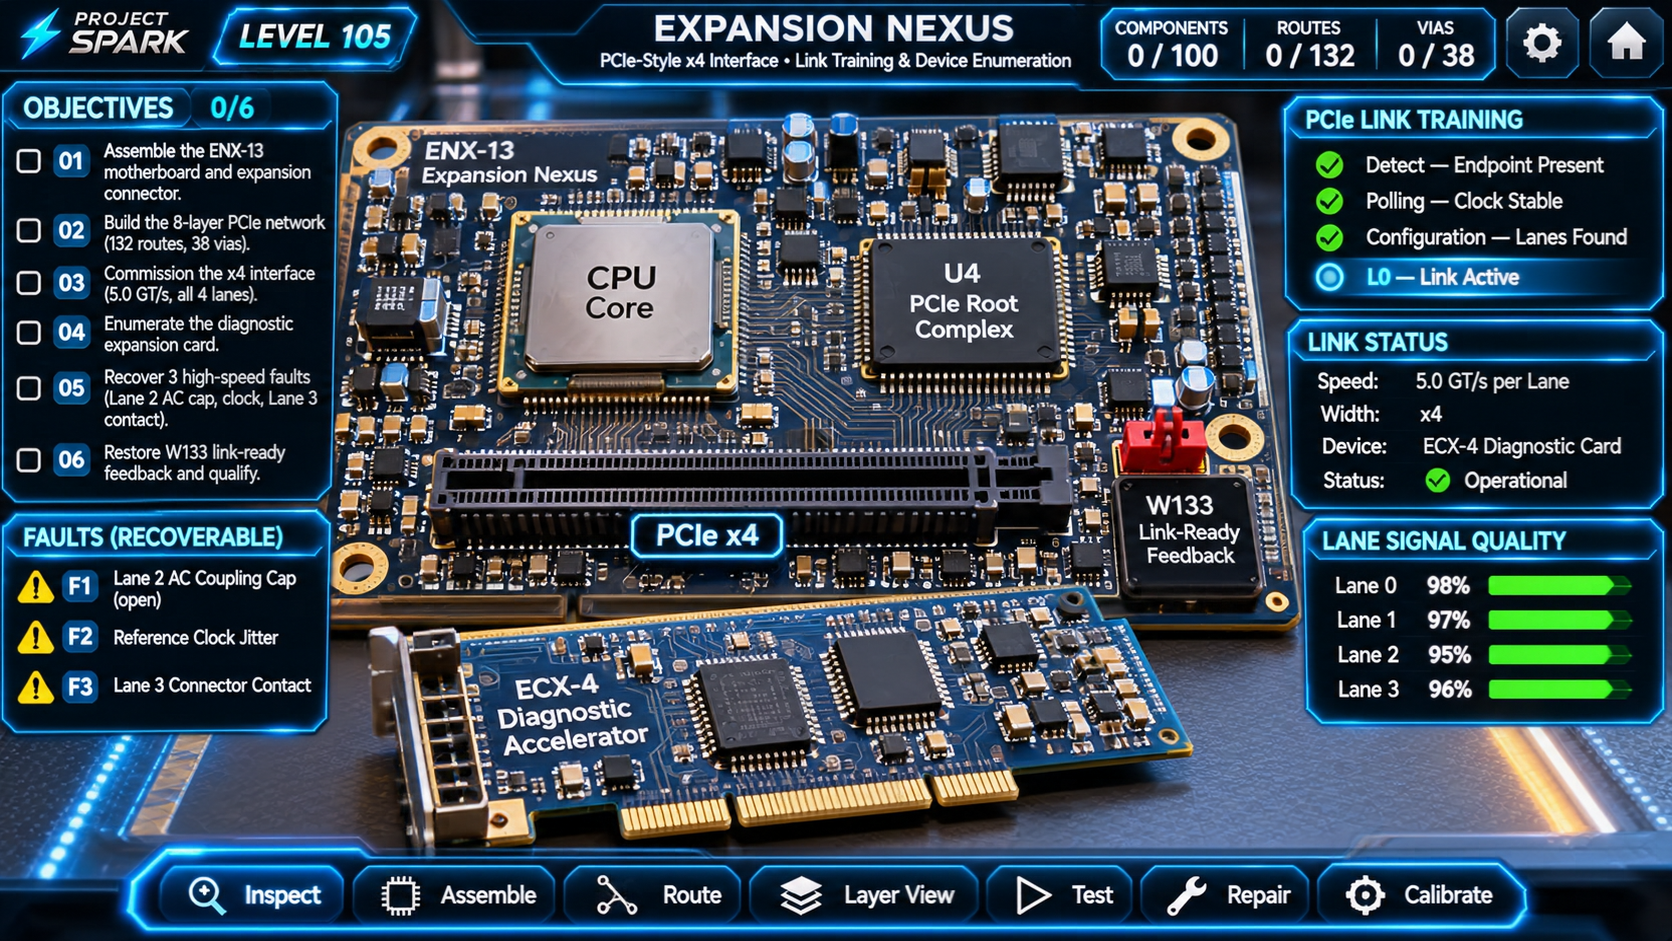 PROJECT
SPARK
LEVEL 105
EXPANSION NEXUS
PCIe-Style x4 Interface • Link Training & Device Enumeration
COMPONENTS
0 / 100
ROUTES
0 / 132
VIAS
0 / 38
OBJECTIVES 0/6
01
Assemble the ENX-13
motherboard and expansion
connector.
02
Build the 8-layer PCIe network
(132 routes, 38 vias).
03
Commission the x4 interface
(5.0 GT/s, all 4 lanes).
04
Enumerate the diagnostic
expansion card.
05
Recover 3 high-speed faults
(Lane 2 AC cap, clock, Lane 3
contact).
06
Restore W133 link-ready
feedback and qualify.
FAULTS (RECOVERABLE)
F1
Lane 2 AC Coupling Cap
(open)
F2
Reference Clock Jitter
F3
Lane 3 Connector Contact
ENX-13
Expansion Nexus
CPU
Core
U4
PCIe Root
Complex
PCIe x4
W133
Link-Ready
Feedback
ECX-4
Diagnostic
Accelerator
PCIe LINK TRAINING
Detect — Endpoint Present
Polling — Clock Stable
Configuration — Lanes Found
L0 — Link Active
LINK STATUS
Speed: 5.0 GT/s per Lane
Width: x4
Device: ECX-4 Diagnostic Card
Status: Operational
LANE SIGNAL QUALITY
Lane 0 98%
Lane 1 97%
Lane 2 95%
Lane 3 96%
Inspect
Assemble
Route
Layer View
Test
Repair
Calibrate